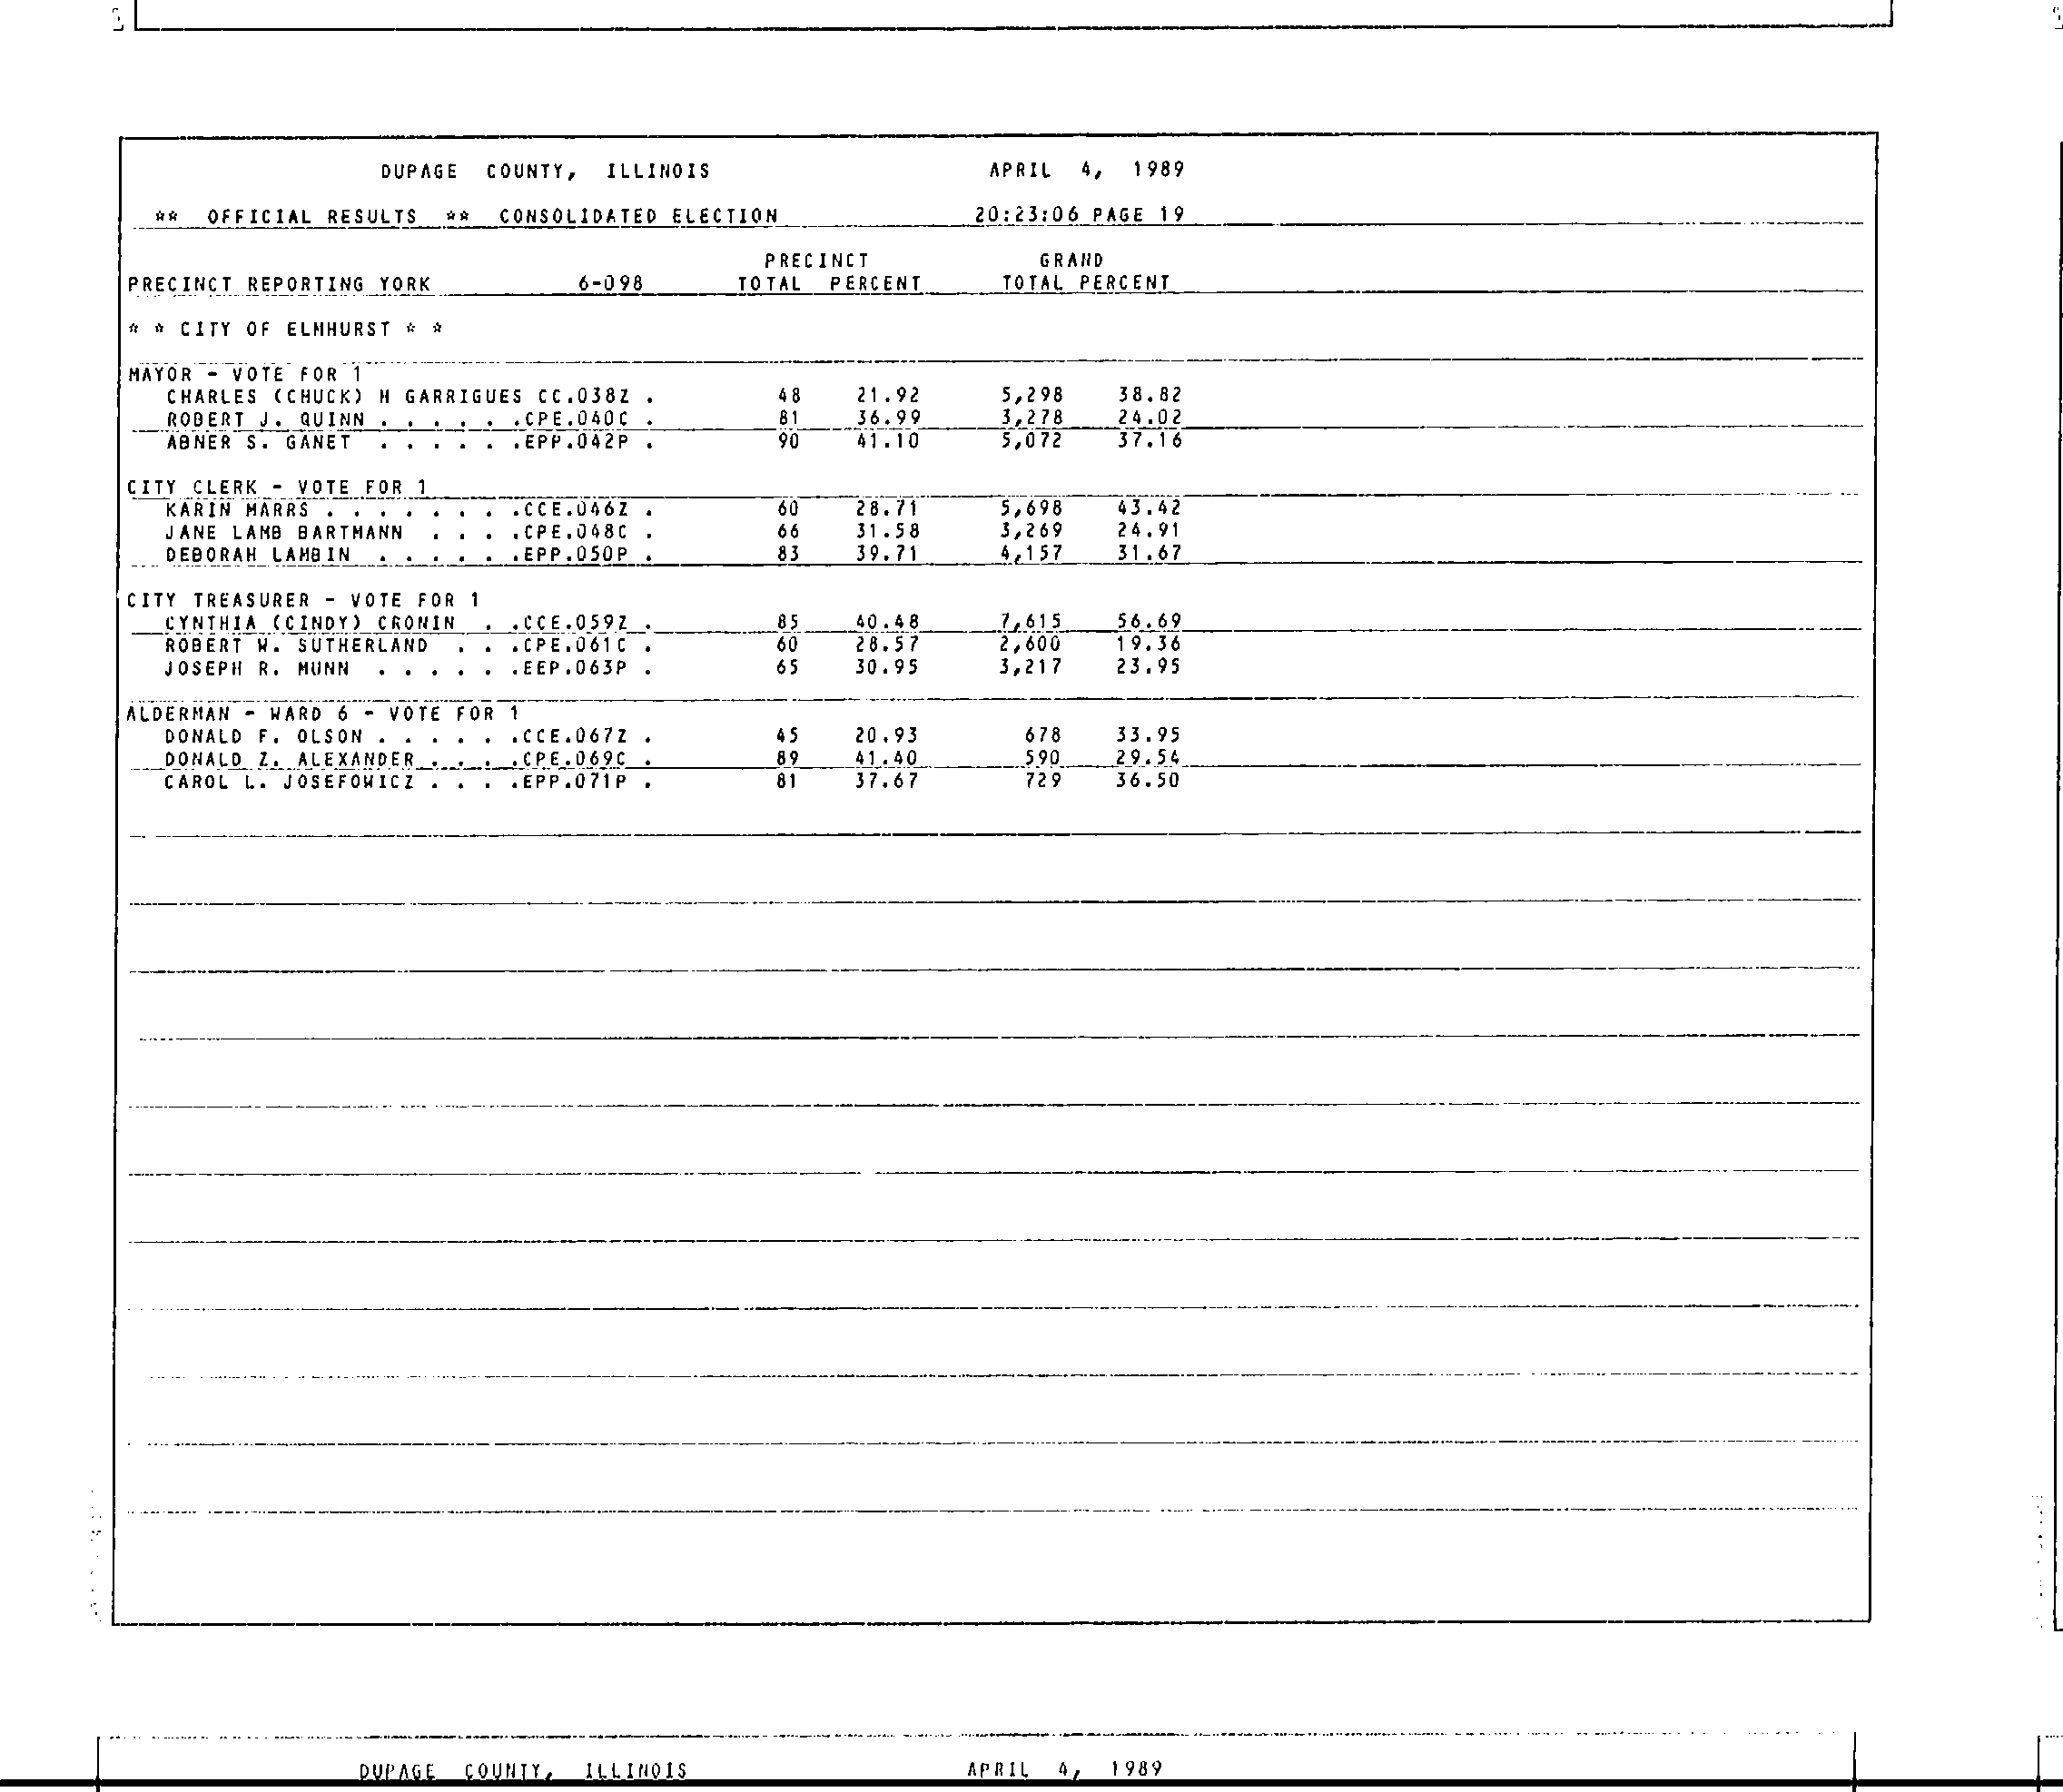 DUPAGE COUNTY, ILLINOIS APRIL 4, 1989
** OFFICIAL RESULTS ** CONSOLIDATED ELECTION 20:23:06 PAGE 19
PRECINCT GRAND
PRECINCT REPORTING YORK 6-098 TOTAL PERCENT TOTAL PERCENT
* * CITY OF ELMHURST * *
MAYOR - VOTE FOR 1
CHARLES (CHUCK) H GARRIGUES CC.038Z . 48 21.92 5,298 38.82
ROBERT J. QUINN . . . . . .CPE.040C . 81 36.99 3,278 24.02
ABNER S. GANET . . . . . .EPP.042P . 90 41.10 5,072 37.16
CITY CLERK - VOTE FOR 1
KARIN MARRS . . . . . . . .CCE.046Z . 60 28.71 5,698 43.42
JANE LAMB BARTMANN . . . .CPE.048C . 66 31.58 3,269 24.91
DEBORAH LAMBIN . . . . . .EPP.050P . 83 39.71 4,157 31.67
CITY TREASURER - VOTE FOR 1
CYNTHIA (CINDY) CRONIN . .CCE.059Z . 85 40.48 7,615 56.69
ROBERT W. SUTHERLAND . . .CPE.061C . 60 28.57 2,600 19.36
JOSEPH R. MUNN . . . . . .EEP.063P . 65 30.95 3,217 23.95
ALDERMAN - WARD 6 - VOTE FOR 1
DONALD F. OLSON . . . . . .CCE.067Z . 45 20.93 678 33.95
DONALD Z. ALEXANDER . . . .CPE.069C . 89 41.40 590 29.54
CAROL L. JOSEFOWICZ . . . .EPP.071P . 81 37.67 729 36.50
DUPAGE COUNTY, ILLINOIS APRIL 4, 1989